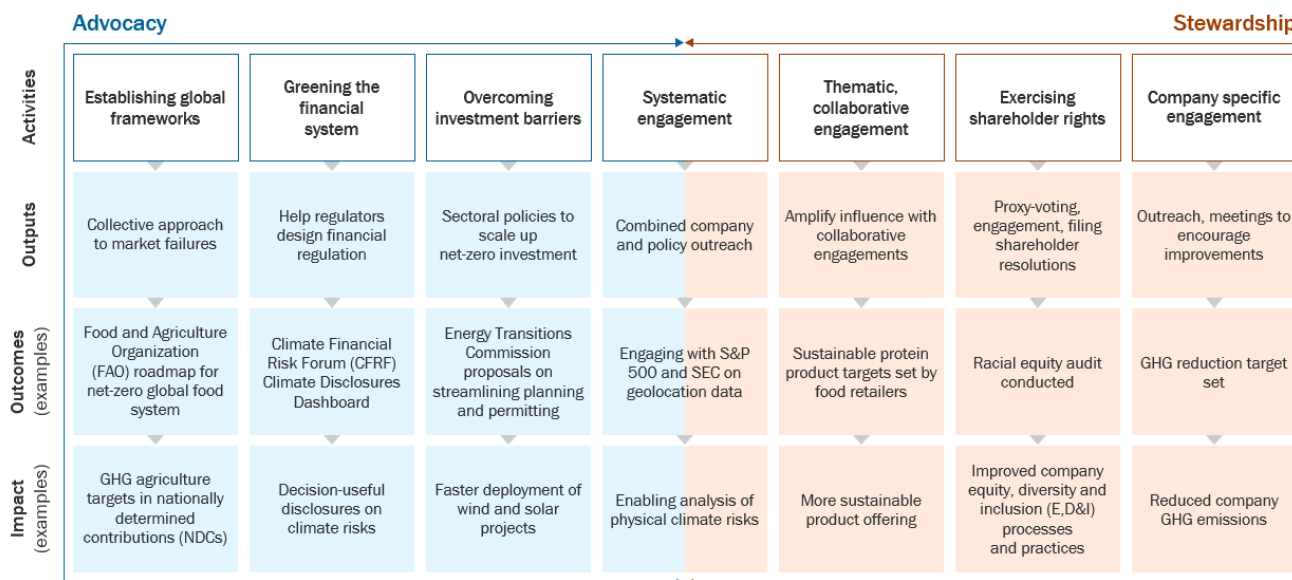 Advocacy
Stewardship
Activities
Establishing global
frameworks
Greening the
financial
system
Overcoming
investment barriers
Systematic
engagement
Thematic,
collaborative
engagement
Exercising
shareholder rights
Company specific
engagement
Outputs
Collective approach
to market failures
Help regulators
design financial
regulation
Sectoral policies to
scale up
net-zero investment
Combined company
and policy outreach
Amplify influence with
collaborative
engagements
Proxy-voting,
engagement, filing
shareholder
resolutions
Outreach, meetings to
encourage
improvements
Outcomes
(examples)
Food and Agriculture
Organization
(FAO) roadmap for
net-zero global food
system
Climate Financial
Risk Forum (CFRF)
Climate Disclosures
Dashboard
Energy Transitions
Commission
proposals on
streamlining planning
and permitting
Engaging with S&P
500 and SEC on
geolocation data
Sustainable protein
product targets set by
food retailers
Racial equity audit
conducted
GHG reduction target
set
Impact
(examples)
GHG agriculture
targets in nationally
determined
contributions (NDCs)
Decision-useful
disclosures on
climate risks
Faster deployment of
wind and solar
projects
Enabling analysis of
physical climate risks
More sustainable
product offering
Improved company
equity, diversity and
inclusion (E,D&I)
processes
and practices
Reduced company
GHG emissions